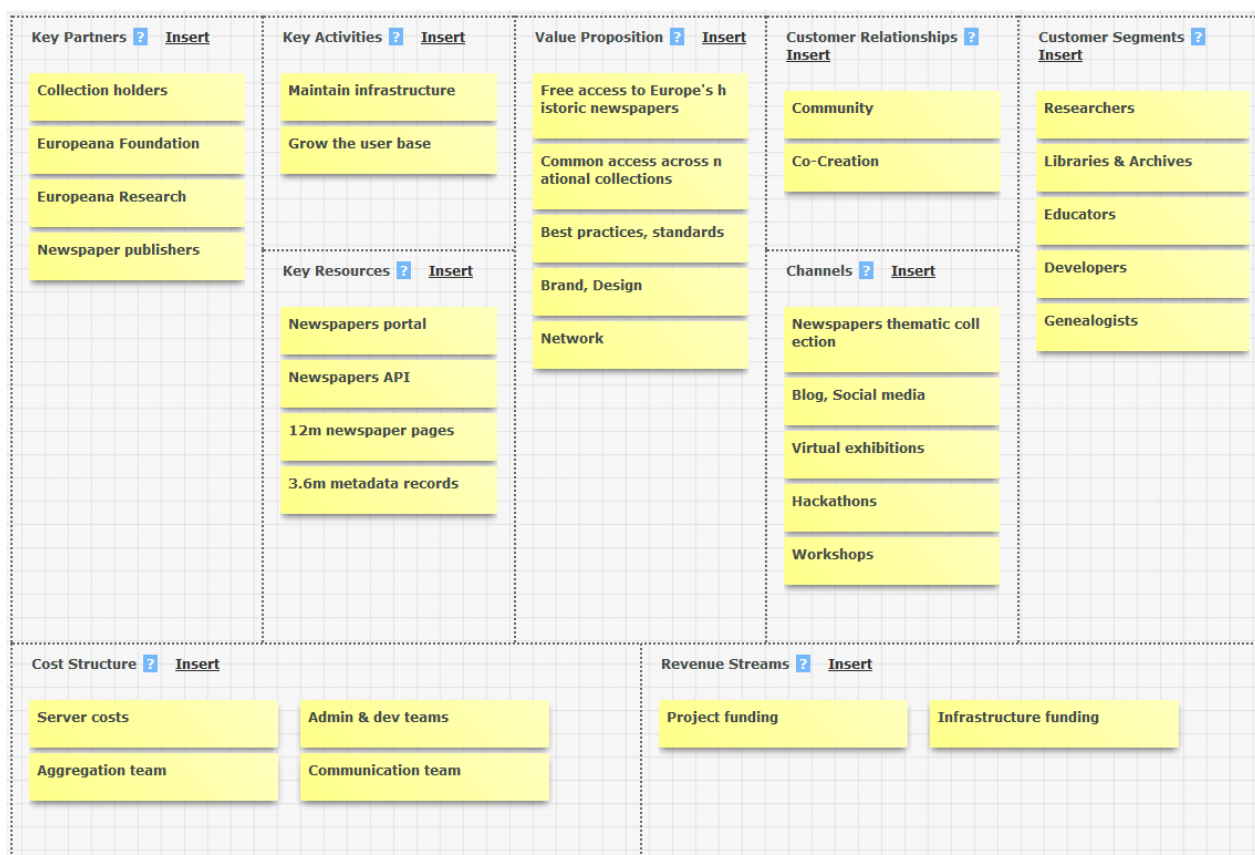 Key Partners ? Insert
Collection holders
Europeana Foundation
Europeana Research
Newspaper publishers
Key Activities ? Insert
Maintain infrastructure
Grow the user base
Key Resources ? Insert
Newspapers portal
Newspapers API
12m newspaper pages
3.6m metadata records
Value Proposition ? Insert
Free access to Europe's h
istoric newspapers
Common access across n
ational collections
Best practices, standards
Brand, Design
Network
Customer Relationships ?
Insert
Community
Co-Creation
Channels ? Insert
Newspapers thematic coll
ection
Blog, Social media
Virtual exhibitions
Hackathons
Workshops
Customer Segments ?
Insert
Researchers
Libraries & Archives
Educators
Developers
Genealogists
Cost Structure ? Insert
Server costs
Admin & dev teams
Aggregation team
Communication team
Revenue Streams ? Insert
Project funding
Infrastructure funding